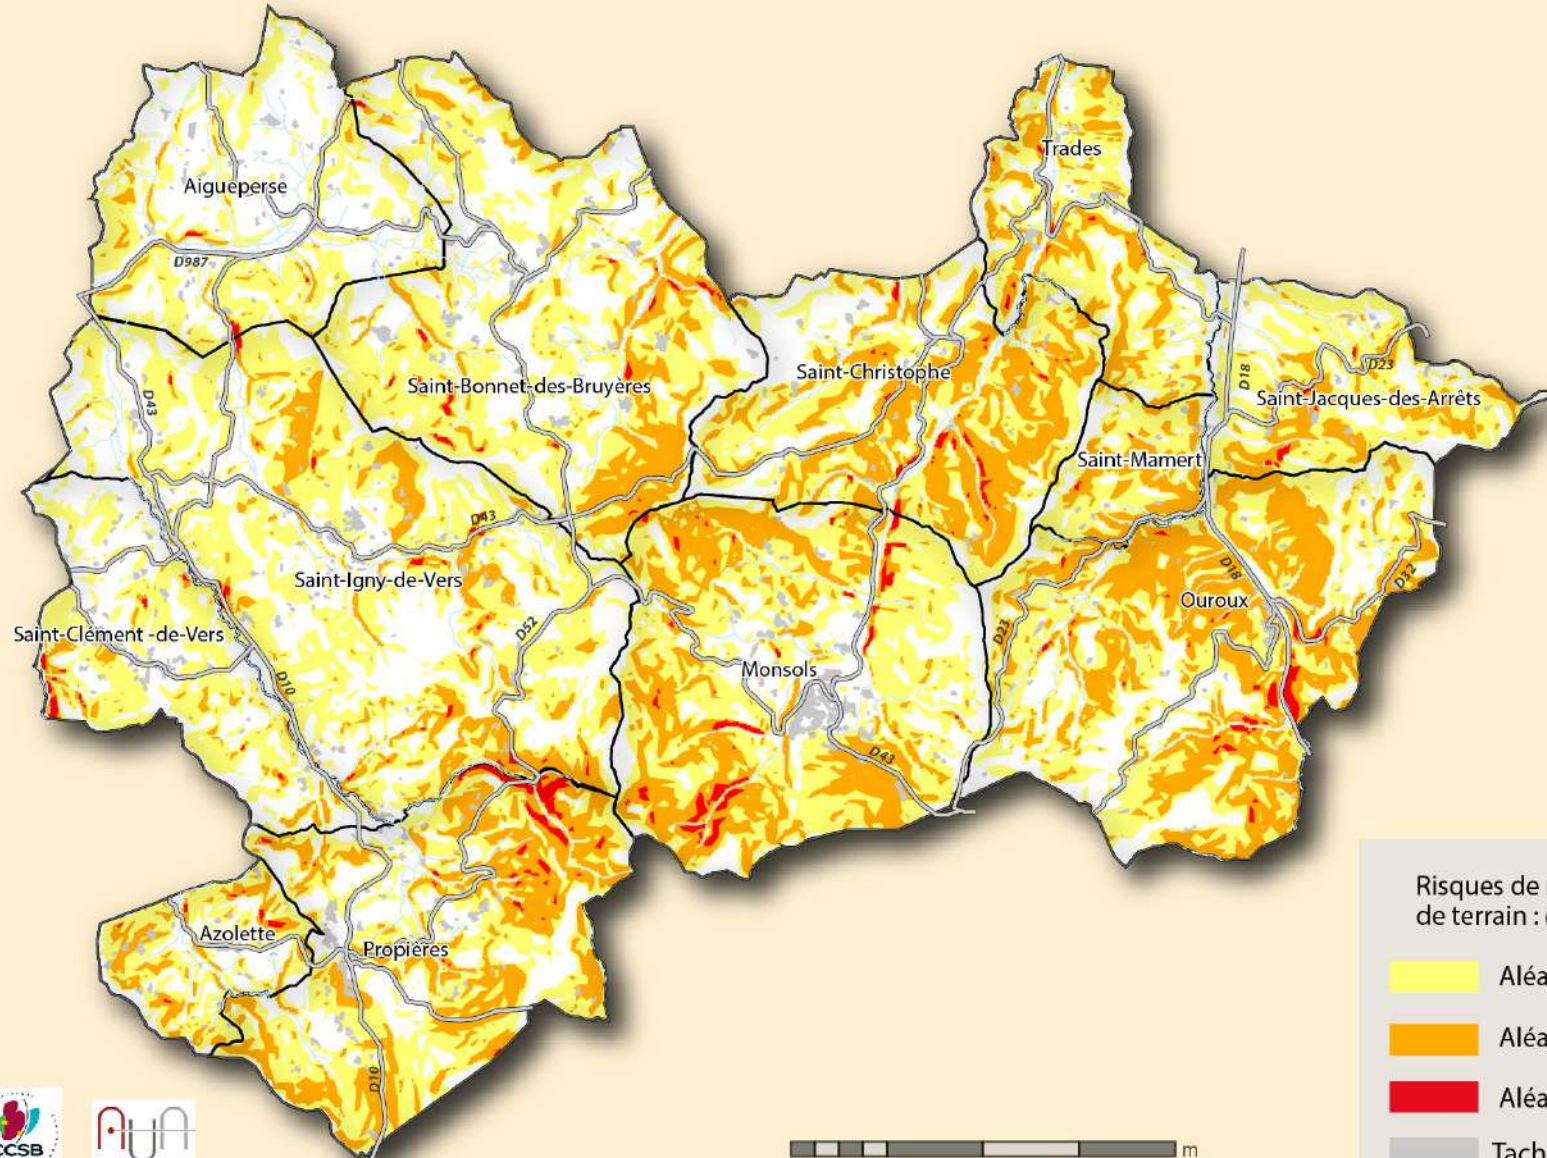 Trades
Aigueperse
D987
Saint-Christophe
D18
D23
Saint-Bonnet-des-Bruyères
Saint-Jacques-des-Arrêts
D43
Saint-Mamert
D43
Saint-Igny-de-Vers
D18
D32
Ouroux
Saint-Clément -de-Vers
D52
D23
Monsols
D10
D43
Risques de
de terrain :
Azolette
Propières
Aléa
Aléa
D10
Aléa
CCSB
AUA
m
Tach